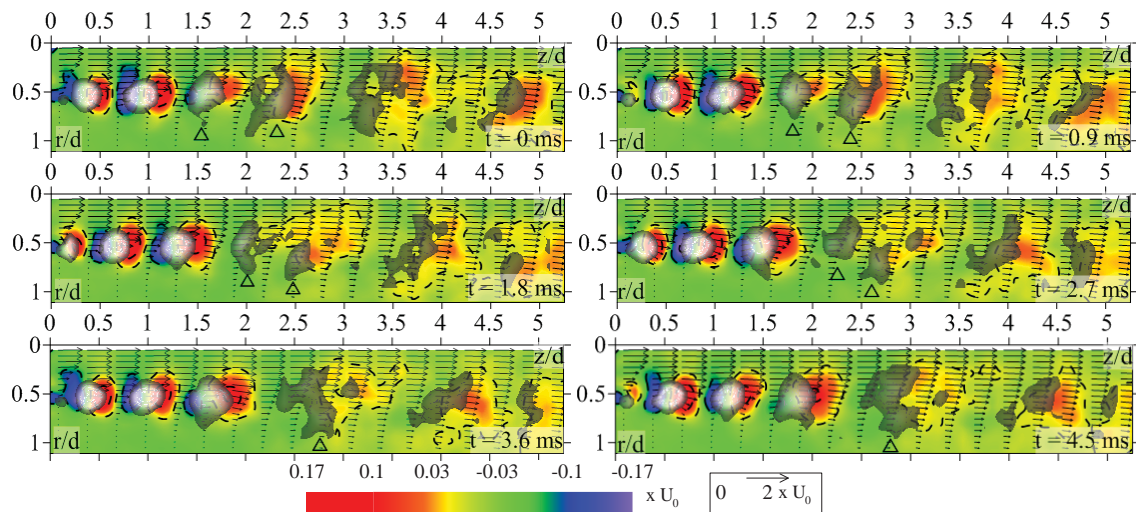 0 0.5 1 1.5 2 2.5 3 3.5 4 4.5 5
0 0.5 1 1.5 2 2.5 3 3.5 4 4.5 5
0 z/d
0.5
1 r/d t = 0 ms
0 z/d
0.5
1 r/d t = 0.9 ms
0 0.5 1 1.5 2 2.5 3 3.5 4 4.5 5
0 0.5 1 1.5 2 2.5 3 3.5 4 4.5 5
0 z/d
0.5
1 r/d t = 1.8 ms
0 z/d
0.5
1 r/d t = 2.7 ms
0 0.5 1 1.5 2 2.5 3 3.5 4 4.5 5
0 0.5 1 1.5 2 2.5 3 3.5 4 4.5 5
0 z/d
0.5
1 r/d t = 3.6 ms
0 z/d
0.5
1 r/d t = 4.5 ms
0.17 0.1 0.03 -0.03 -0.1 -0.17
x U₀
0 2 x U₀